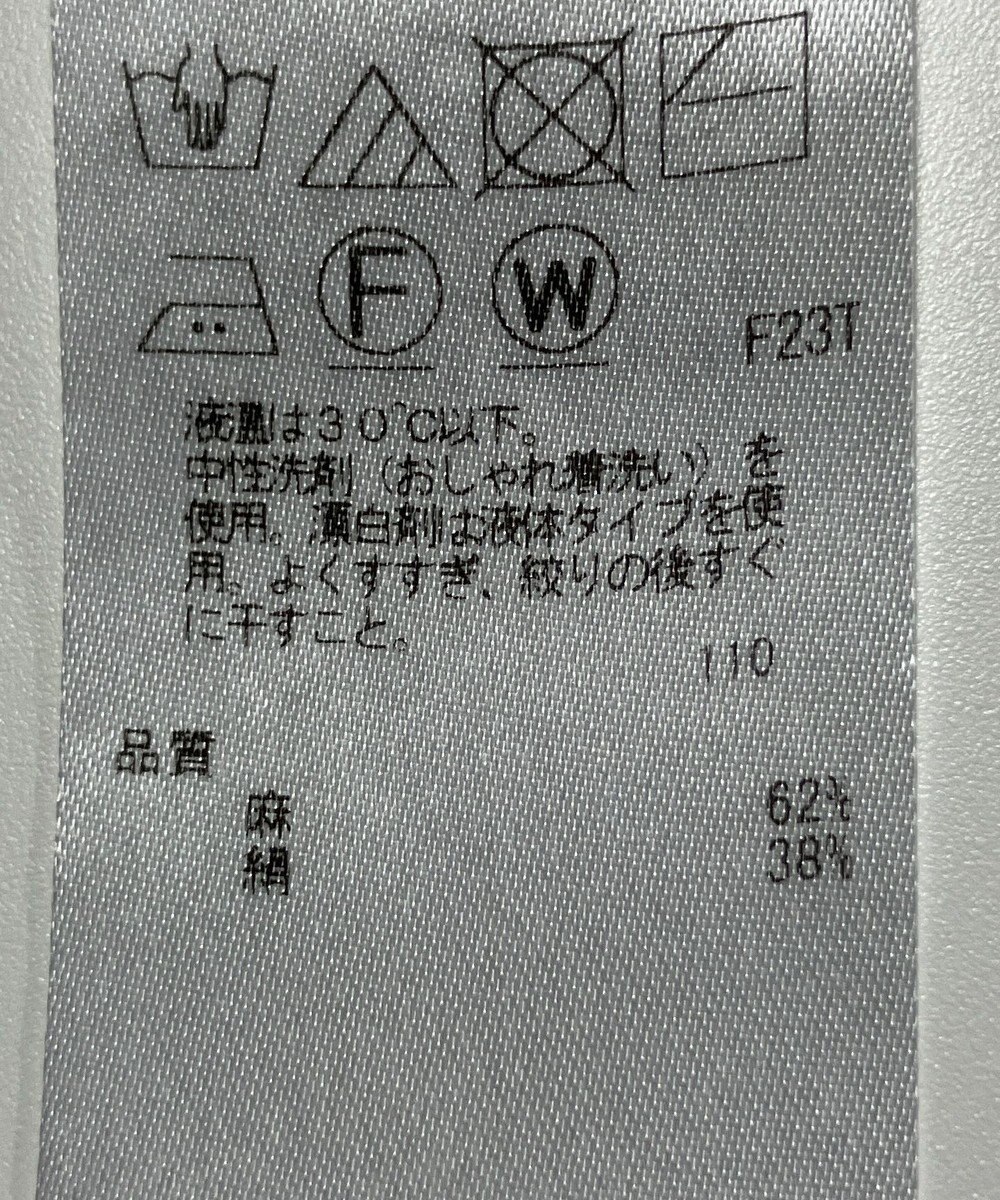 F
W
F23T
液温は30℃以下。
中性洗剤(おしゃれ着洗い)を
使用。漂白剤は液体タイプを使
用。よくすすぎ、絞りの後すぐ
に干すこと。
110
品質
麻 62%
絹 38%